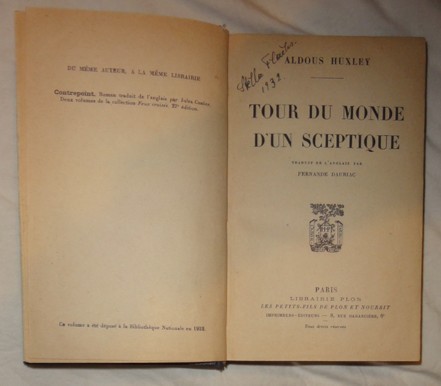 DU MÊME AUTEUR, A LA MÊME LIBRAIRIE
Contrepoint. Roman traduit de l'anglais par Jules Castier.
Deux volumes de la collection Feux croisés. édition.
Ce volume a été déposé à la Bibliothèque Nationale en 1932.
Stella
1932
ALDOUS HUXLEY
TOUR DU MONDE
D'UN SCEPTIQUE
TRADUIT DE L'ANGLAIS PAR
FERNANDE DAURIAC
PARIS
LIBRAIRIE PLON
LES PETITS-FILS DE PLON ET NOURRIT
IMPRIMEURS-ÉDITEURS — 8, RUE GARANCIÈRE, 6e
Tous droits réservés